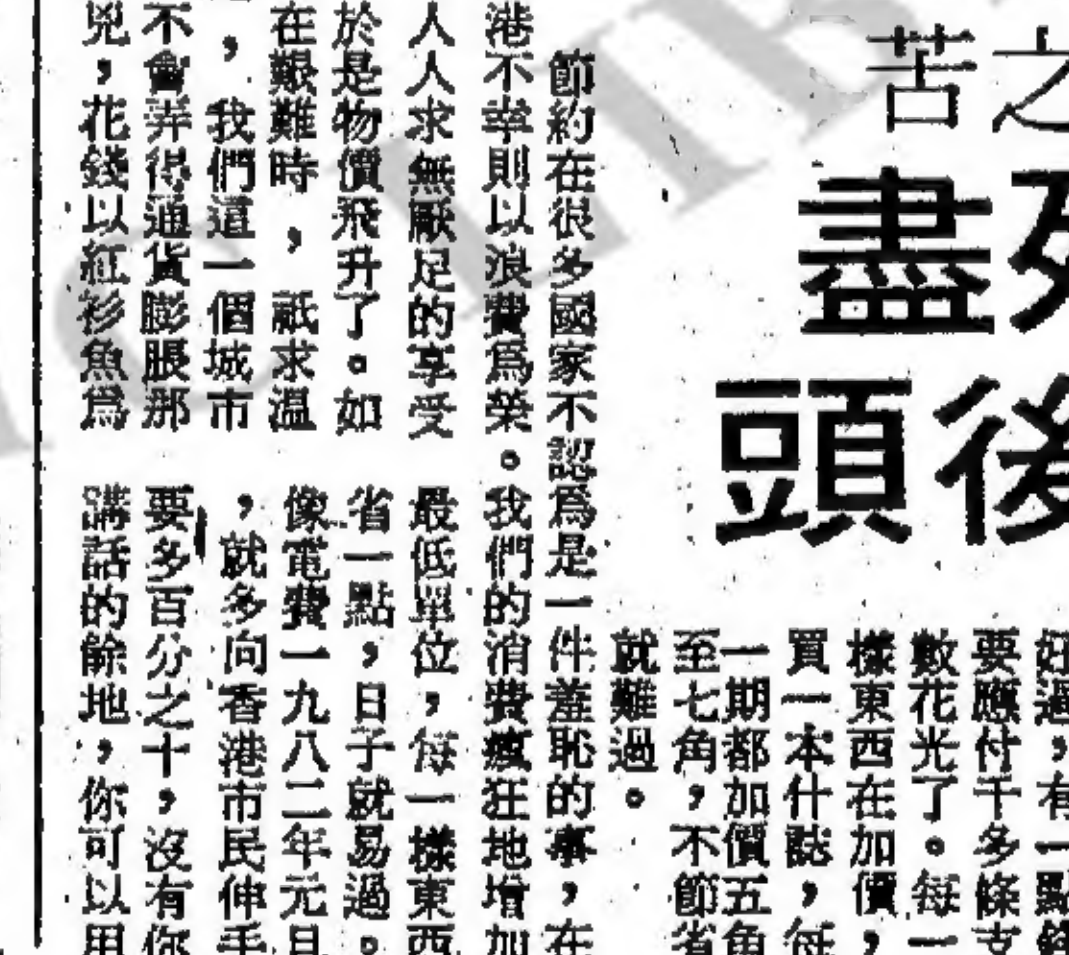 之苦
盡
後頭
好過,有一點錢
要應付千多條支
數花光了。每一
樣東西在加價,
買一本什誌,每
一期都加價五角
至七角,不節省
就難過。
節約在很多國家不認爲是一件羞恥的事,在
港不幸則以浪費爲榮。我們的消費瘋狂地增加
人人求無厭足的享受
於是物價飛升了。如
在艱難時,祇求溫
,我們這一個城市
不會弄得通貨膨脹那
兇,花錢以紅衫魚爲
最低單位,每一樣東西
省一點,日子就易過。
像電費一九八二年元旦
,就多向香港市民伸手
要多百分之十,沒有你
講話的餘地,你可以用